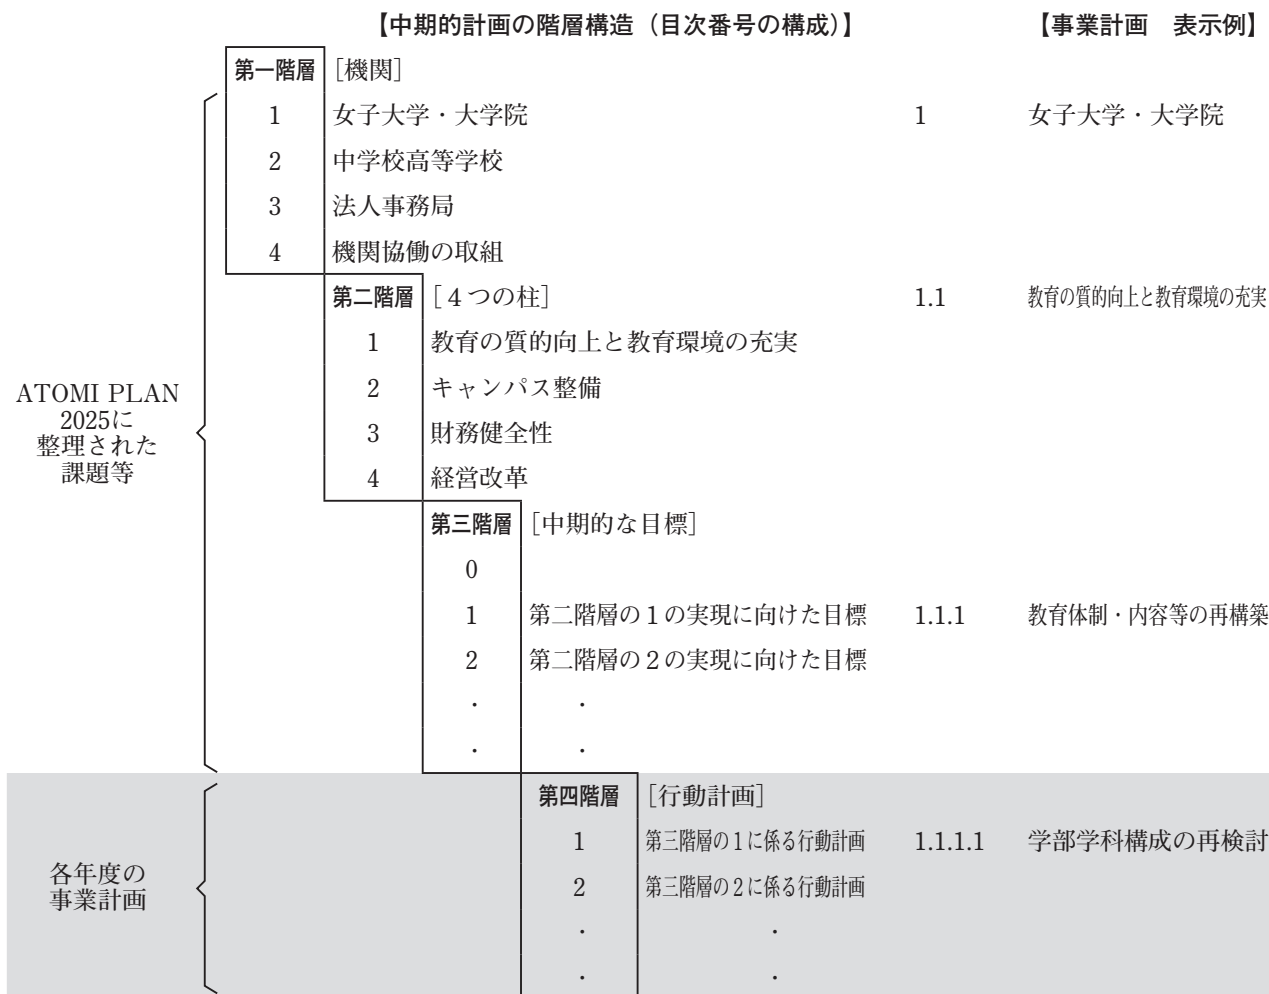 【中期的計画の階層構造（目次番号の構成）】 【事業計画　表示例】
第一階層 ［機関］
1 女子大学・大学院 1 女子大学・大学院
2 中学校高等学校
3 法人事務局
4 機関協働の取組
第二階層 ［４つの柱］ 1.1 教育の質的向上と教育環境の充実
1 教育の質的向上と教育環境の充実
2 キャンパス整備
3 財務健全性
4 経営改革
ATOMI PLAN
2025に
整理された
課題等
第三階層 ［中期的な目標］
0
1 第二階層の１の実現に向けた目標 1.1.1 教育体制・内容等の再構築
2 第二階層の２の実現に向けた目標
・ ・
・ ・
第四階層 ［行動計画］
1 第三階層の1に係る行動計画 1.1.1.1 学部学科構成の再検討
2 第三階層の2に係る行動計画
・ ・
・ ・
各年度の
事業計画